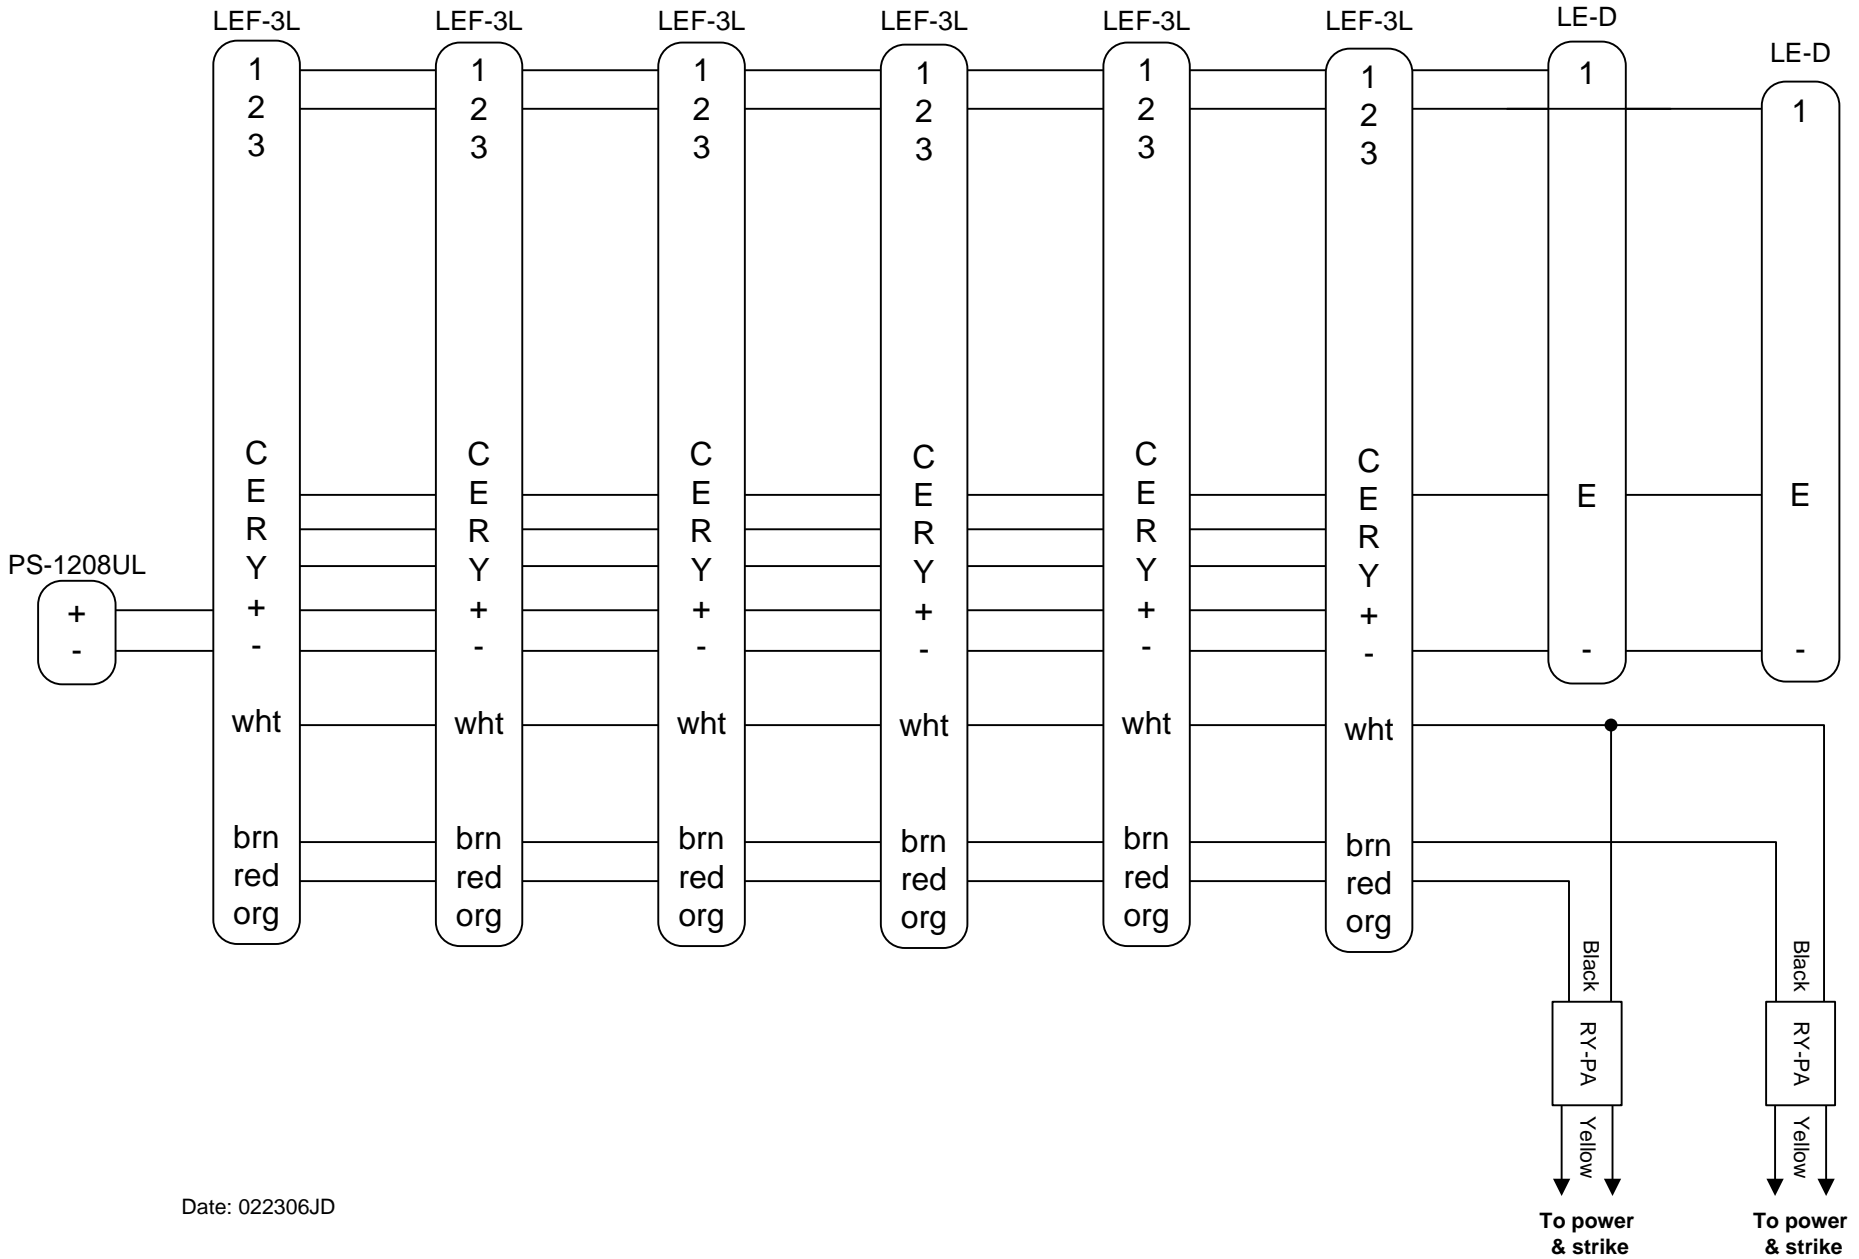 LEF-3L
1
2
3
C
E
R
Y
+
-
wht
brn
red
org
LEF-3L
1
2
3
C
E
R
Y
+
-
wht
brn
red
org
LEF-3L
1
2
3
C
E
R
Y
+
-
wht
brn
red
org
LEF-3L
1
2
3
C
E
R
Y
+
-
wht
brn
red
org
LEF-3L
1
2
3
C
E
R
Y
+
-
wht
brn
red
org
LEF-3L
1
2
3
C
E
R
Y
+
-
wht
brn
red
org
LE-D
1
E
-
LE-D
1
E
-
PS-1208UL
+
-
Black
RY-PA
Yellow
To power
& strike
Black
RY-PA
Yellow
To power
& strike
Date: 022306JD